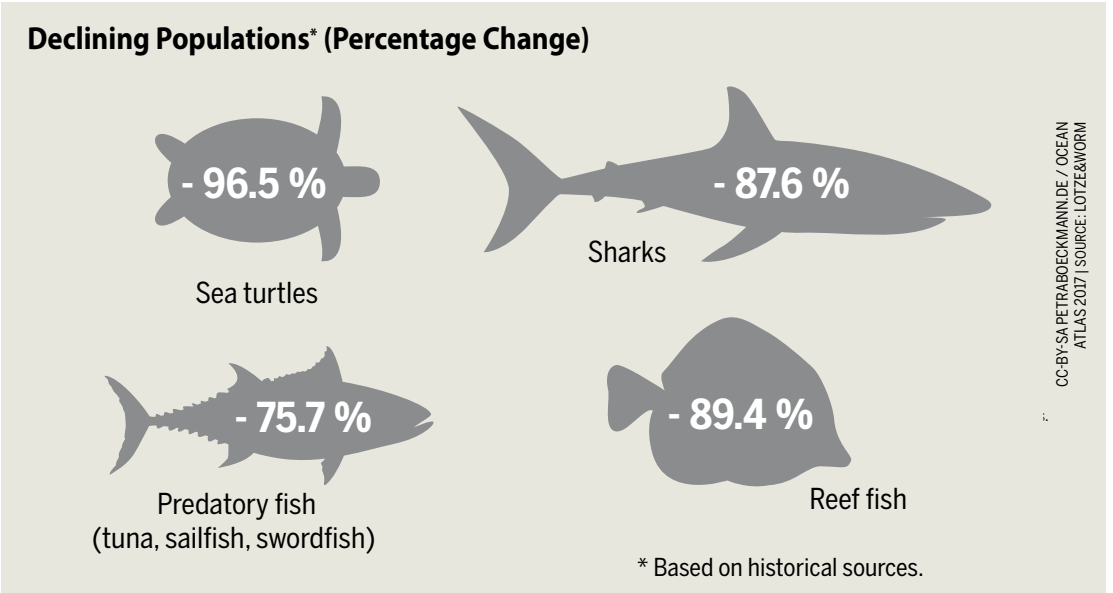 Declining Populations* (Percentage Change)
- 96.5 %
Sea turtles
- 87.6 %
Sharks
- 75.7 %
Predatory fish
(tuna, sailfish, swordfish)
- 89.4 %
Reef fish
* Based on historical sources.
CC-BY-SA PETRABOECKMANN.DE / OCEAN
ATLAS 2017 | SOURCE: LOTZE&WORM